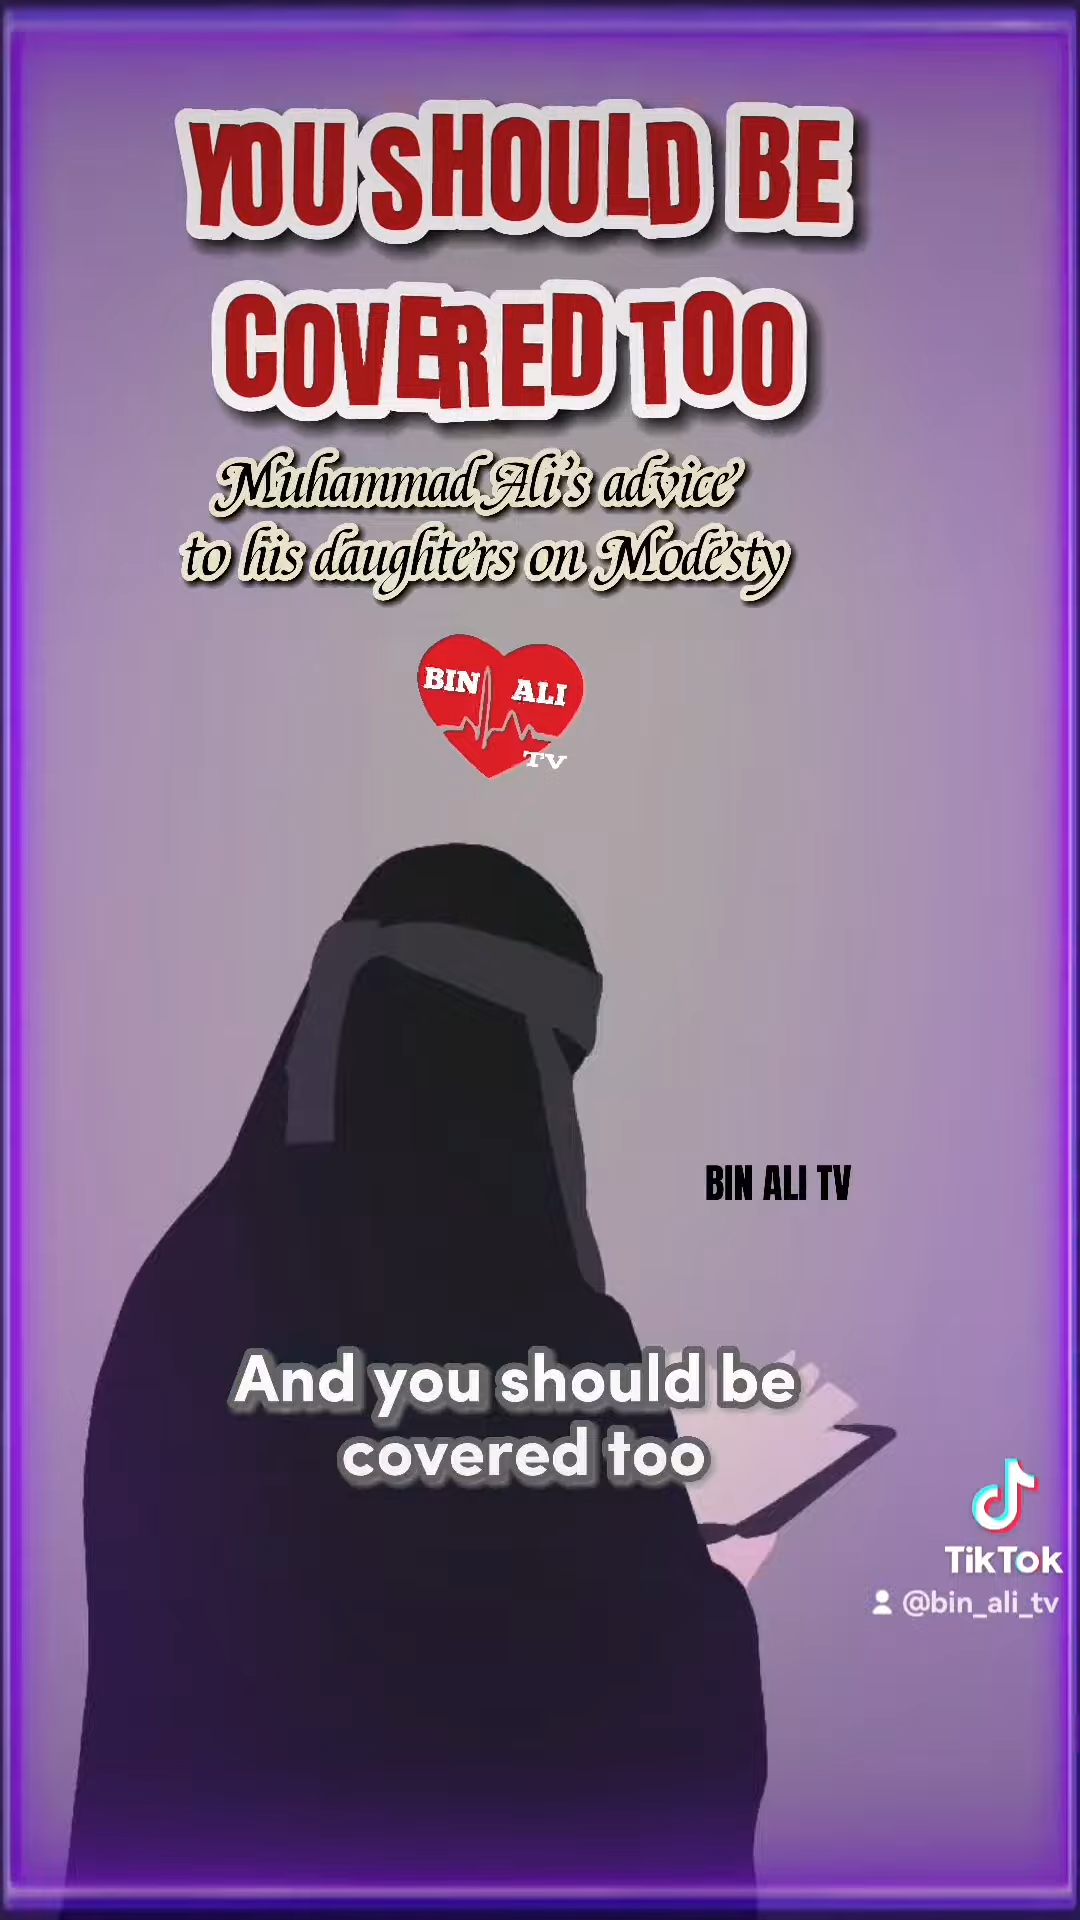 YOU SHOULD BE
COVERED TOO
Muhammad Ali's advice
to his daughters on Modesty
BIN ALI
TV
BIN ALI TV
And you should be
covered too
TikTok
@bin_ali_tv